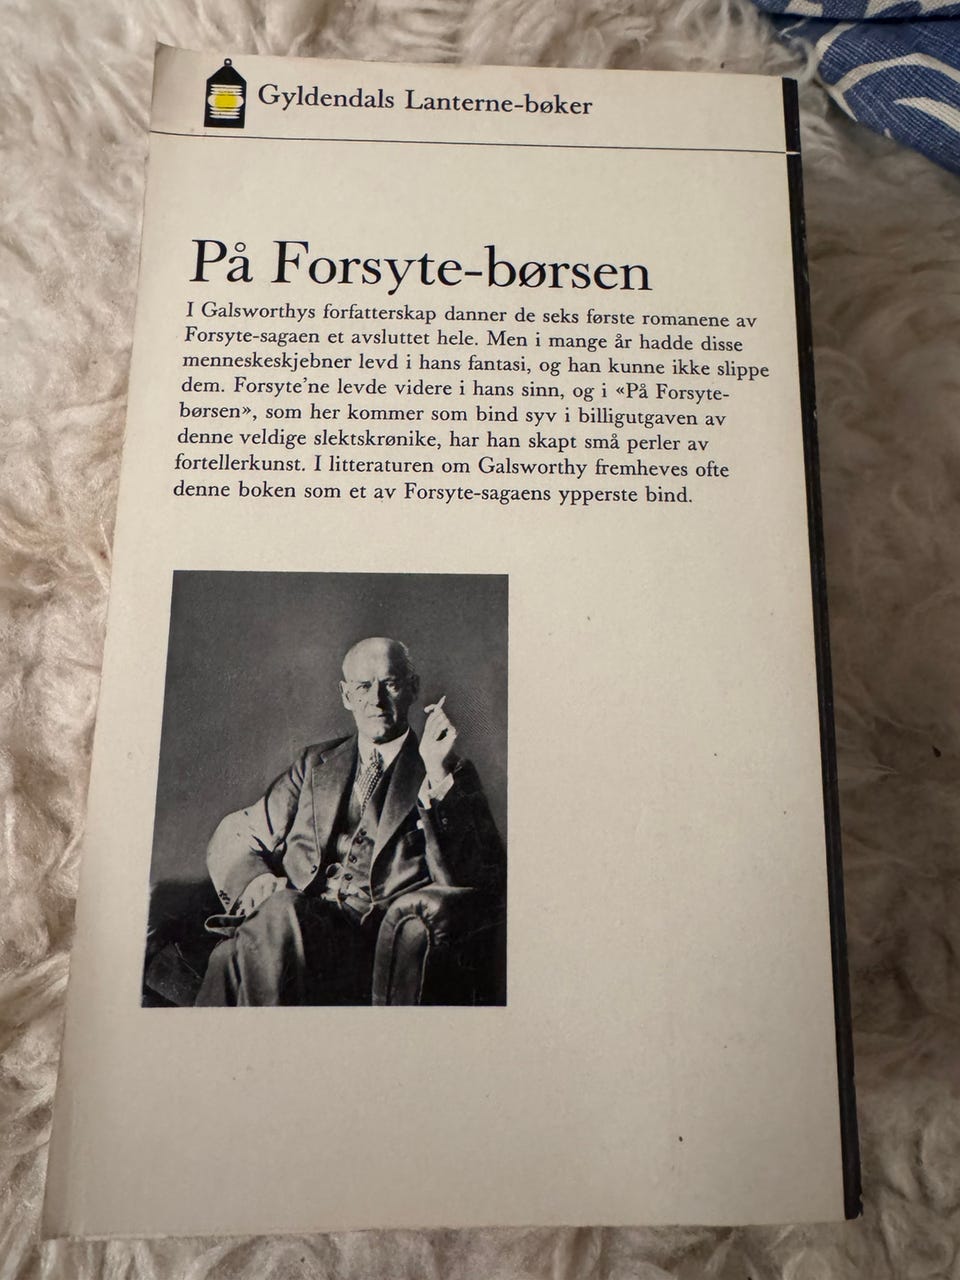 Gyldendals Lanterne-bøker
På Forsyte-børsen
I Galsworthys forfatterskap danner de seks første romanene av
Forsyte-sagaen et avsluttet hele. Men i mange år hadde disse
menneskeskjebner levd i hans fantasi, og han kunne ikke slippe
dem. Forsyte'ne levde videre i hans sinn, og i «På Forsyte-
børsen», som her kommer som bind syv i billigutgaven av
denne veldige slektskrønike, har han skapt små perler av
fortellerkunst. I litteraturen om Galsworthy fremheves ofte
denne boken som et av Forsyte-sagaens ypperste bind.